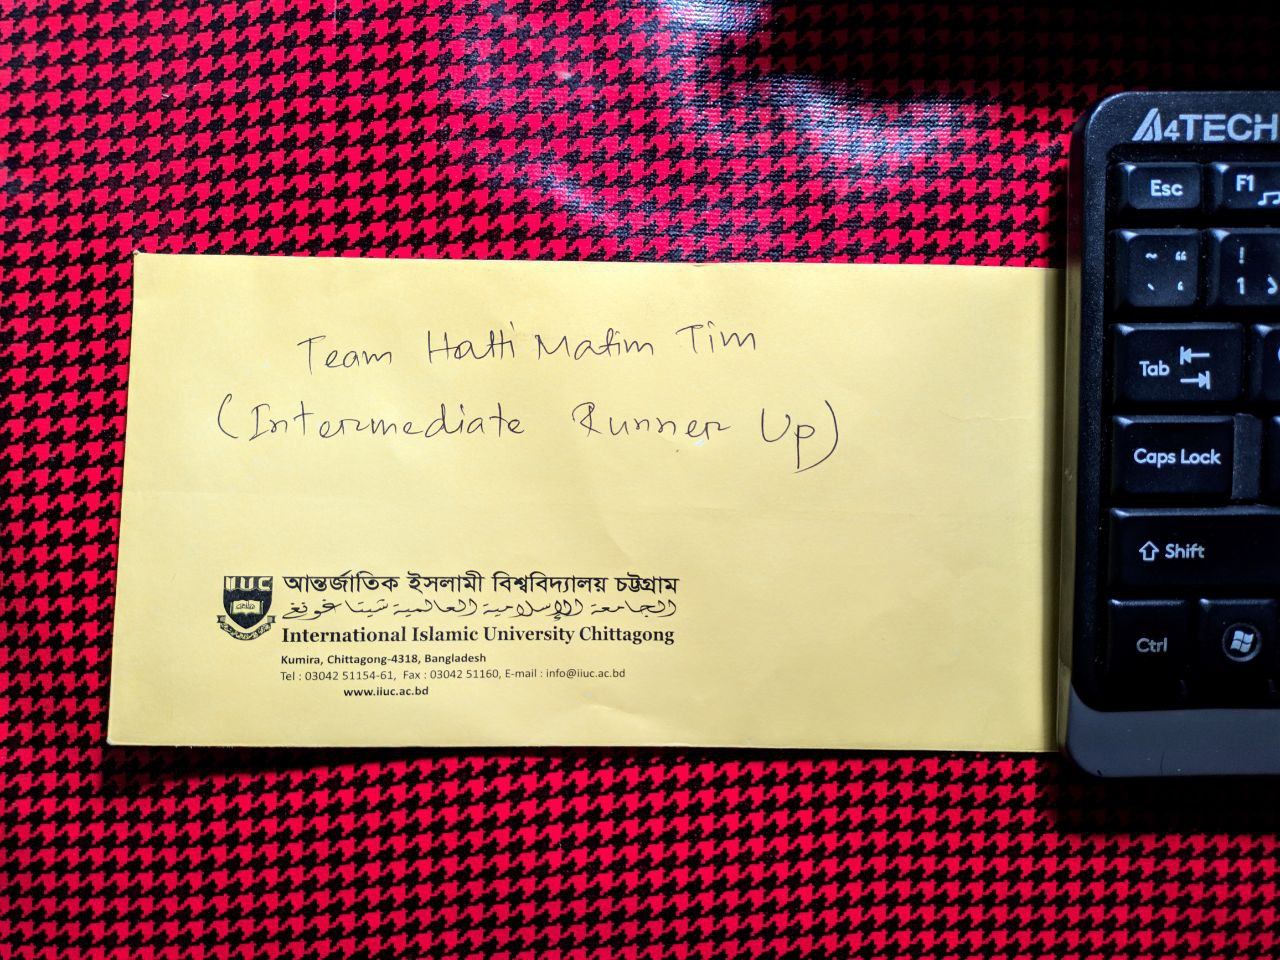 Team Hatti Matim Tim
(Intermediate Runner Up)
IIUC
আন্তর্জাতিক ইসলামী বিশ্ববিদ্যালয় চট্টগ্রাম
الجامعة الإسلامية العالمية شيتاغونغ
International Islamic University Chittagong
Kumira, Chittagong-4318, Bangladesh
Tel : 03042 51154-61, Fax : 03042 51160, E-mail : info@iiuc.ac.bd
www.iiuc.ac.bd
A4TECH
Esc F1
~ “ !
` ‘ 1
Tab
Caps Lock
Shift
Ctrl